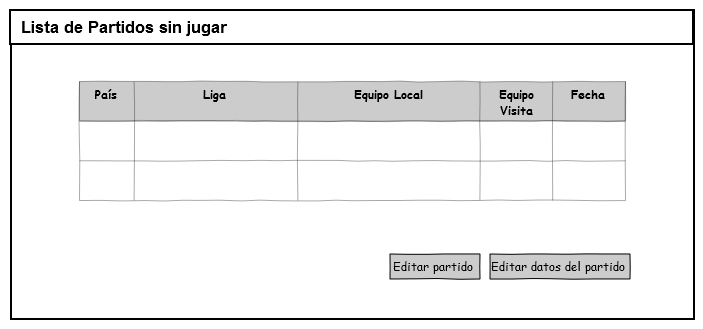 Lista de Partidos sin jugar
País Liga Equipo Local Equipo Visita Fecha
Editar partido Editar datos del partido